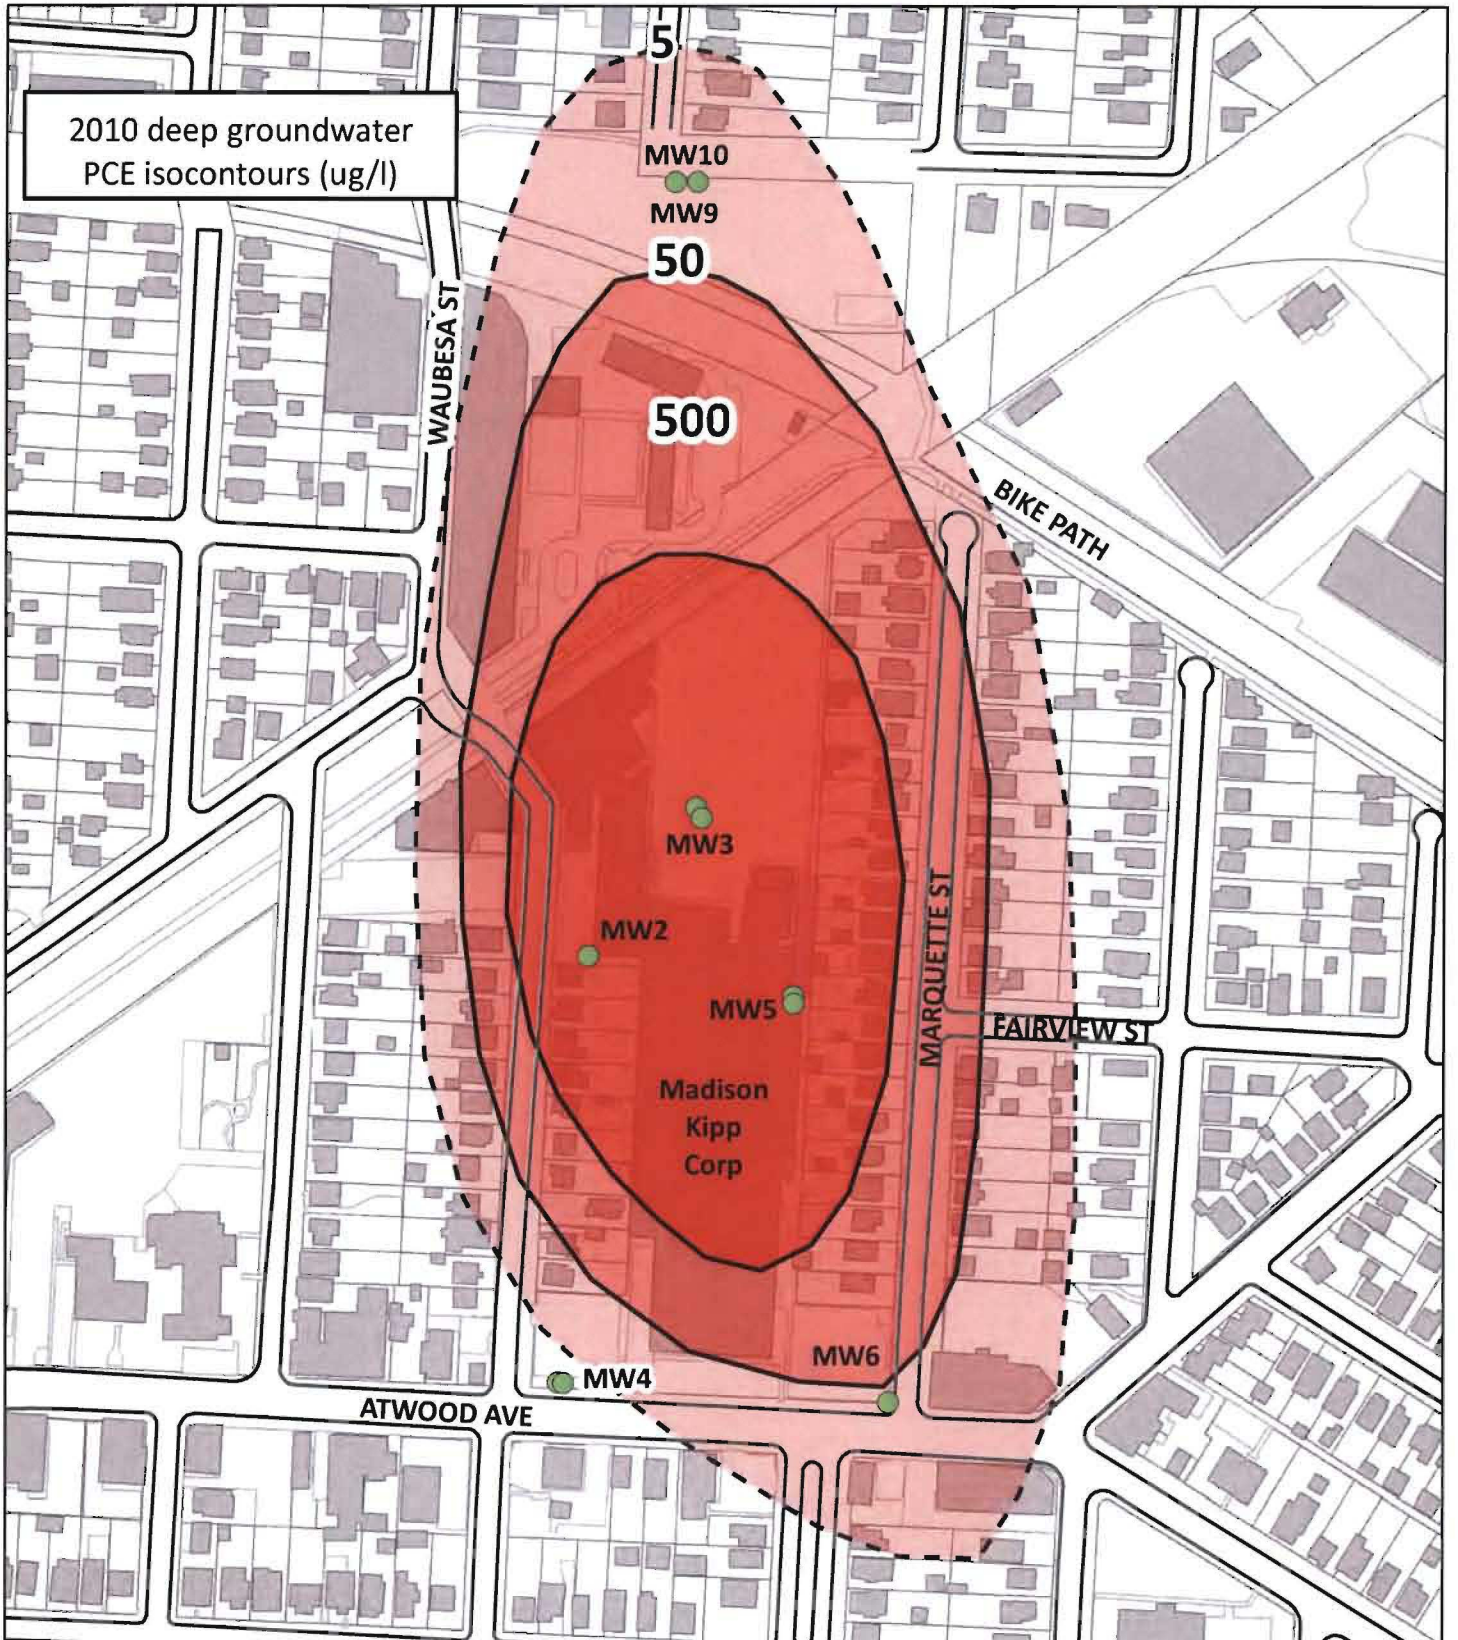 5
2010 deep groundwater
PCE isocontours (ug/l)
MW10
MW9
50
WAUBESA ST
500
BIKE PATH
MW3
MW2
MARQUETTE ST
MW5
FAIRVIEW ST
Madison
Kipp
Corp
MW6
MW4
ATWOOD AVE